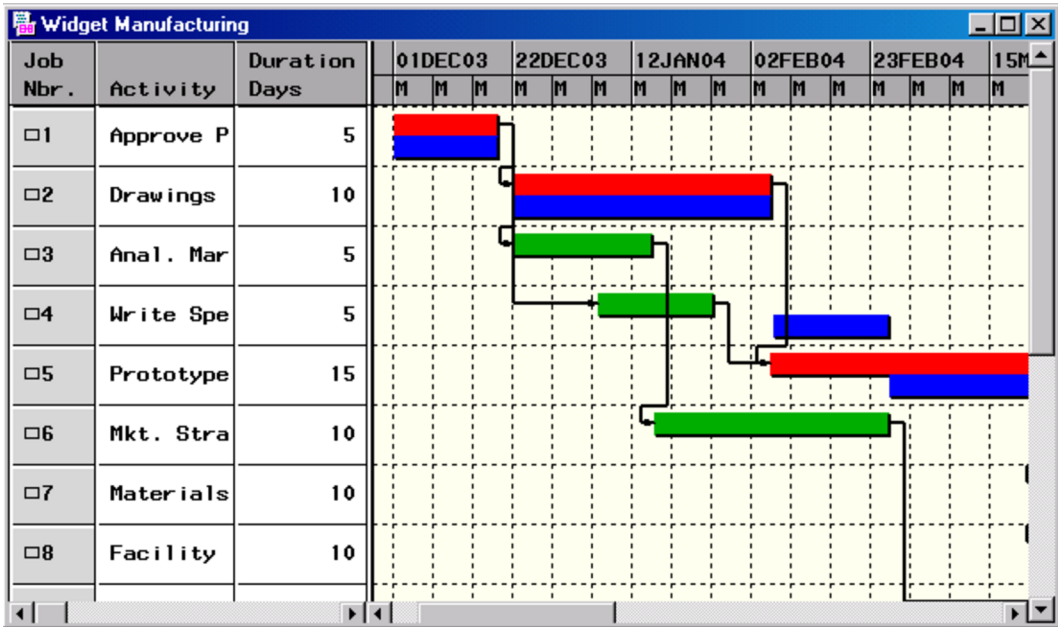 Widget Manufacturing
Job Duration 01DEC03 22DEC03 12JAN04 02FEB04 23FEB04 15M
Nbr. Activity Days M M M M M M M M M M M M M M M M
1 Approve P 5
2 Drawings 10
3 Anal. Mar 5
4 Write Spe 5
5 Prototype 15
6 Mkt. Stra 10
7 Materials 10
8 Facility 10